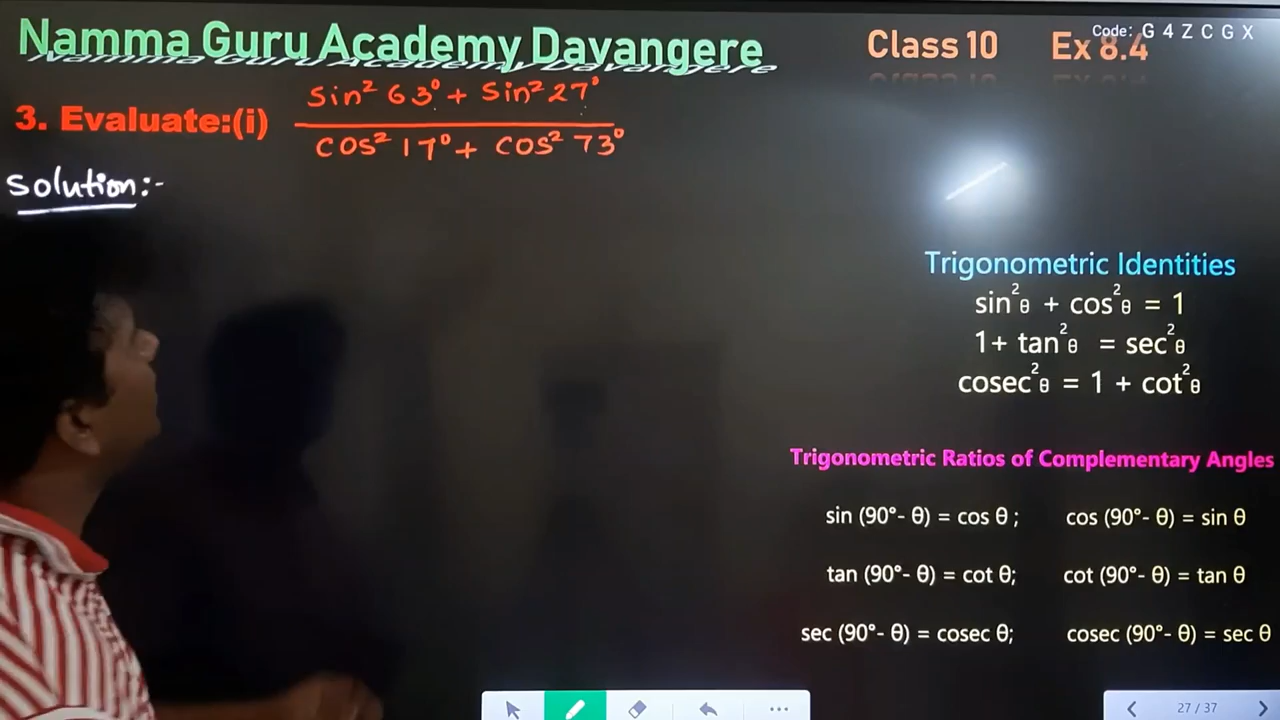 Namma Guru Academy Davangere
Class 10
Ex 8.4
Code: G 4 Z C G X
3. Evaluate:(i) sin² 63° + sin² 27°
cos² 17° + cos² 73°
Solution:-
Trigonometric Identities
sin²θ + cos²θ = 1
1+ tan²θ = sec²θ
cosec²θ = 1 + cot²θ
Trigonometric Ratios of Complementary Angles
sin (90°- θ) = cos θ ; cos (90°- θ) = sin θ
tan (90°- θ) = cot θ; cot (90°- θ) = tan θ
sec (90°- θ) = cosec θ; cosec (90°- θ) = sec θ
27 / 37